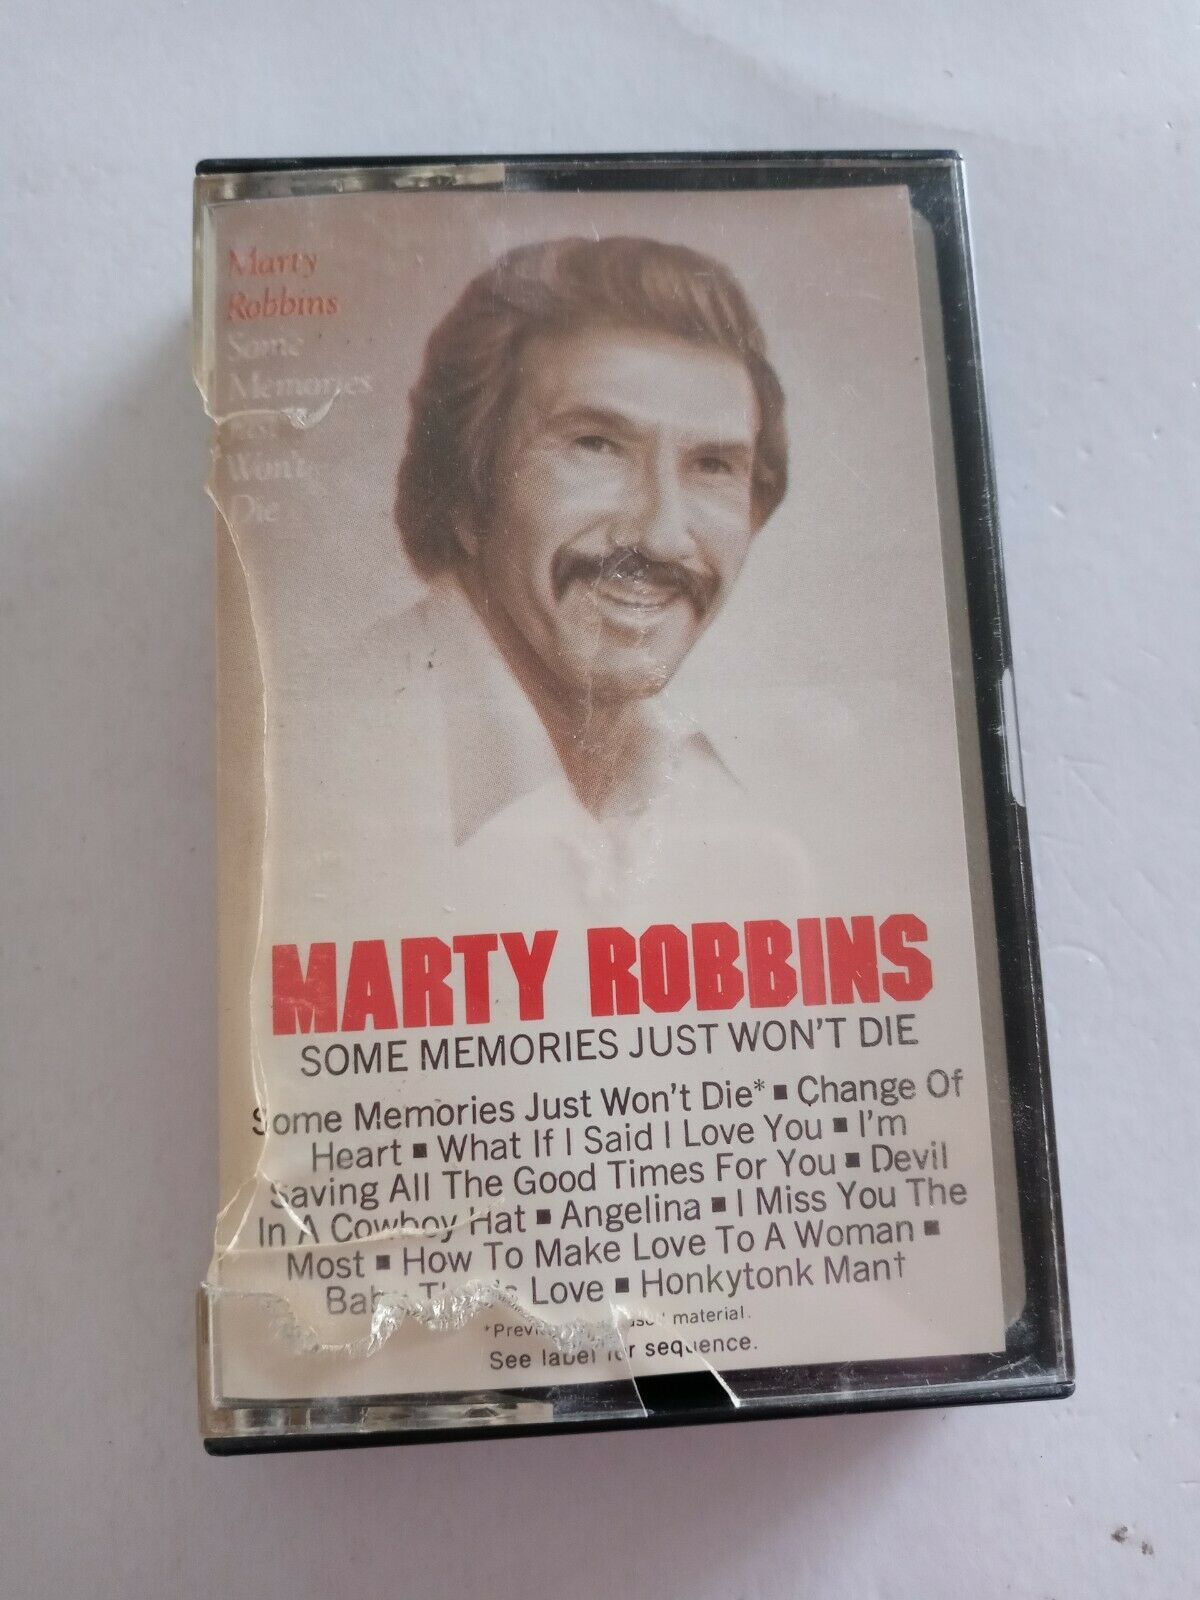 Marty
Robbins
Some
Memories
Won't
Die
MARTY ROBBINS
SOME MEMORIES JUST WON'T DIE
Some Memories Just Won't Die* ■ Change Of
Heart ■ What If I Said I Love You ■ I'm
Saving All The Good Times For You ■ Devil
In A Cowboy Hat ■ Angelina ■ I Miss You The
Most ■ How To Make Love To A Woman ■
Love ■ Honkytonk Man†
material.
See label for sequence.